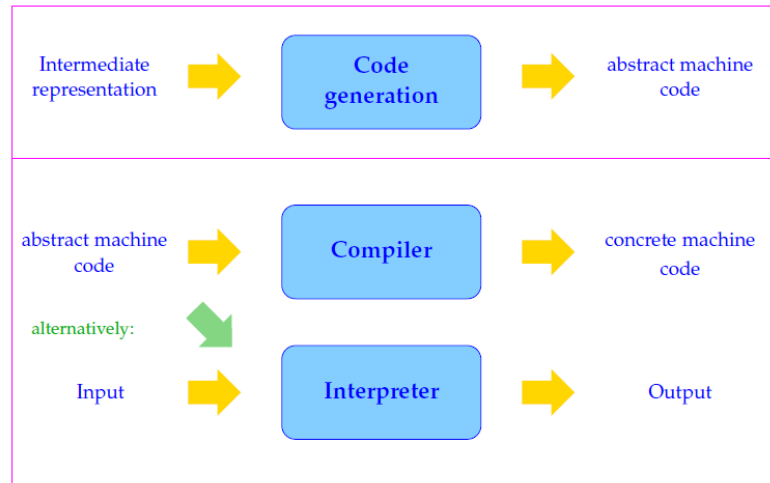 Intermediate
representation
Code
generation
abstract machine
code
abstract machine
code
Compiler
concrete machine
code
alternatively:
Input
Interpreter
Output